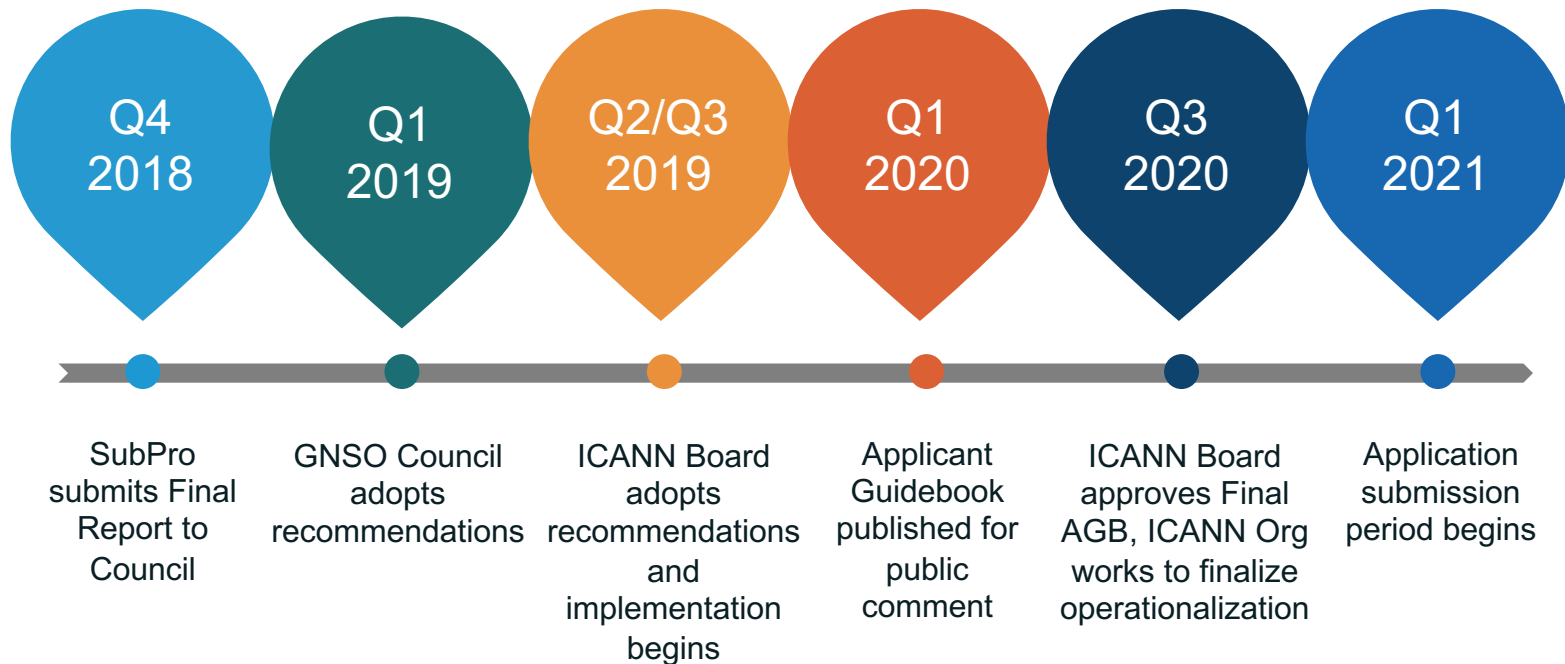 Q4
2018
Q1
2019
Q2/Q3
2019
Q1
2020
Q3
2020
Q1
2021
SubPro
submits Final
Report to
Council
GNSO Council
adopts
recommendations
ICANN Board
adopts
recommendations
and
implementation
begins
Applicant
Guidebook
published for
public
comment
ICANN Board
approves Final
AGB, ICANN Org
works to finalize
operationalization
Application
submission
period begins